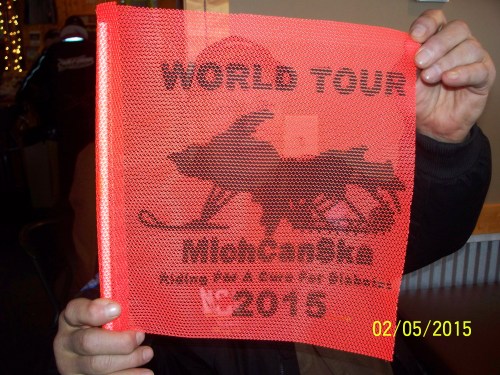 WORLD TOUR
MichCanSka
Riding For A Cure For Diabetes
2015
02/05/2015